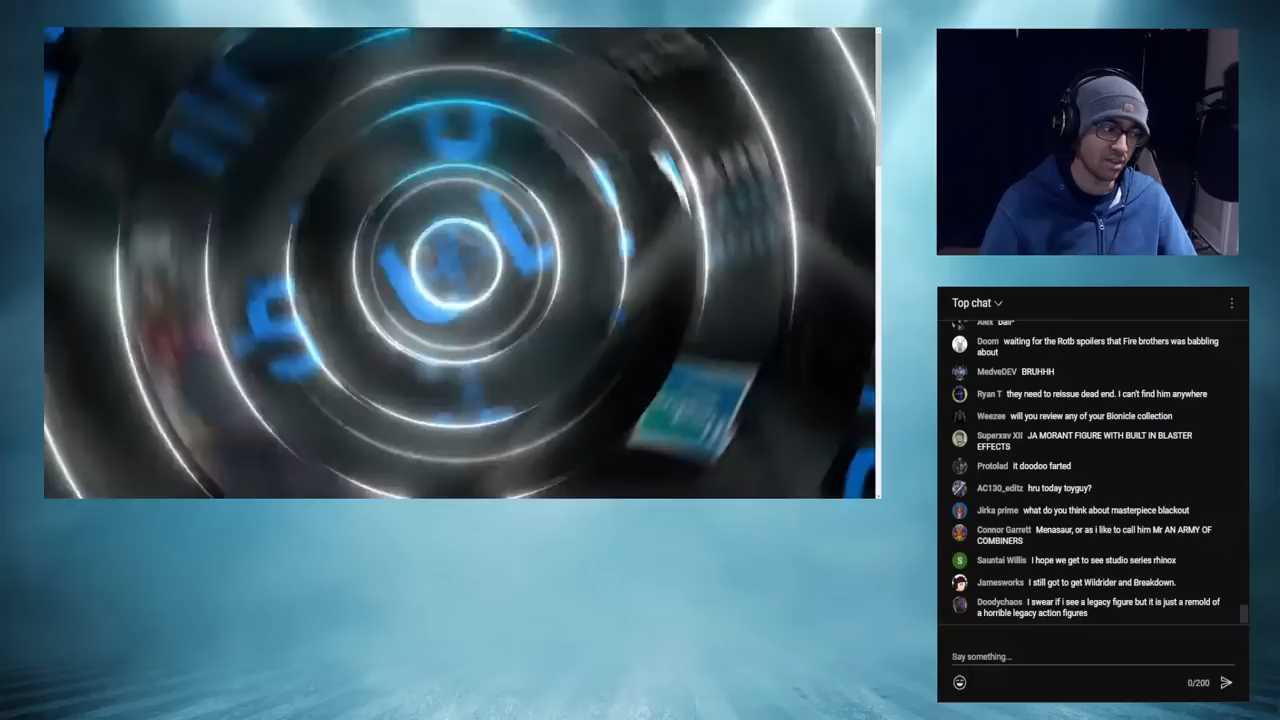 Top chat
Alex ball*
Doom waiting for the Rotb spoilers that Fire brothers was babbling
about
MedveDEV BRUHHH
Ryan T they need to reissue dead end. I can't find him anywhere
Weezee will you review any of your Bionicle collection
Superxav XII JA MORANT FIGURE WITH BUILT IN BLASTER
EFFECTS
Protolad it doodoo farted
AC130_editz hru today toyguy?
Jirka prime what do you think about masterpiece blackout
Connor Garrett Menasaur, or as i like to call him Mr AN ARMY OF
COMBINERS
S Sauntai Willis I hope we get to see studio series rhinox
Jamesworks I still got to get Wildrider and Breakdown.
Doodychaos I swear if i see a legacy figure but it is just a remold of
a horrible legacy action figures
Say something...
0/200